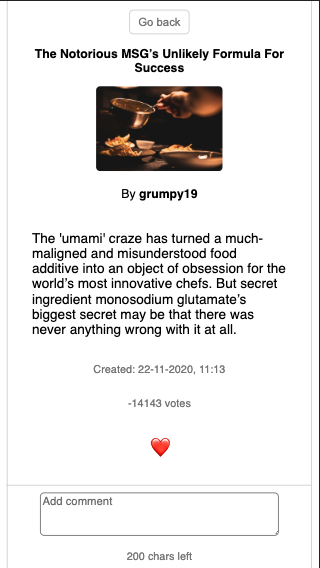 Go back
The Notorious MSG's Unlikely Formula For
Success
By grumpy19
The 'umami' craze has turned a much-
maligned and misunderstood food
additive into an object of obsession for the
world’s most innovative chefs. But secret
ingredient monosodium glutamate’s
biggest secret may be that there was
never anything wrong with it at all.
Created: 22-11-2020, 11:13
-14143 votes
Add comment
200 chars left